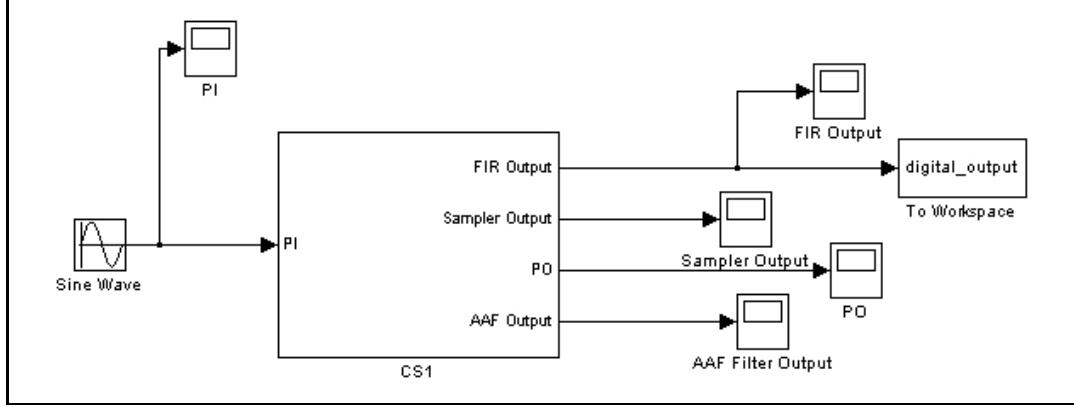 PI
FIR Output
FIR Output
digital_output
To Workspace
Sampler Output
PI
Sampler Output
PO
Sine Wave
PO
AAF Output
AAF Filter Output
CS1